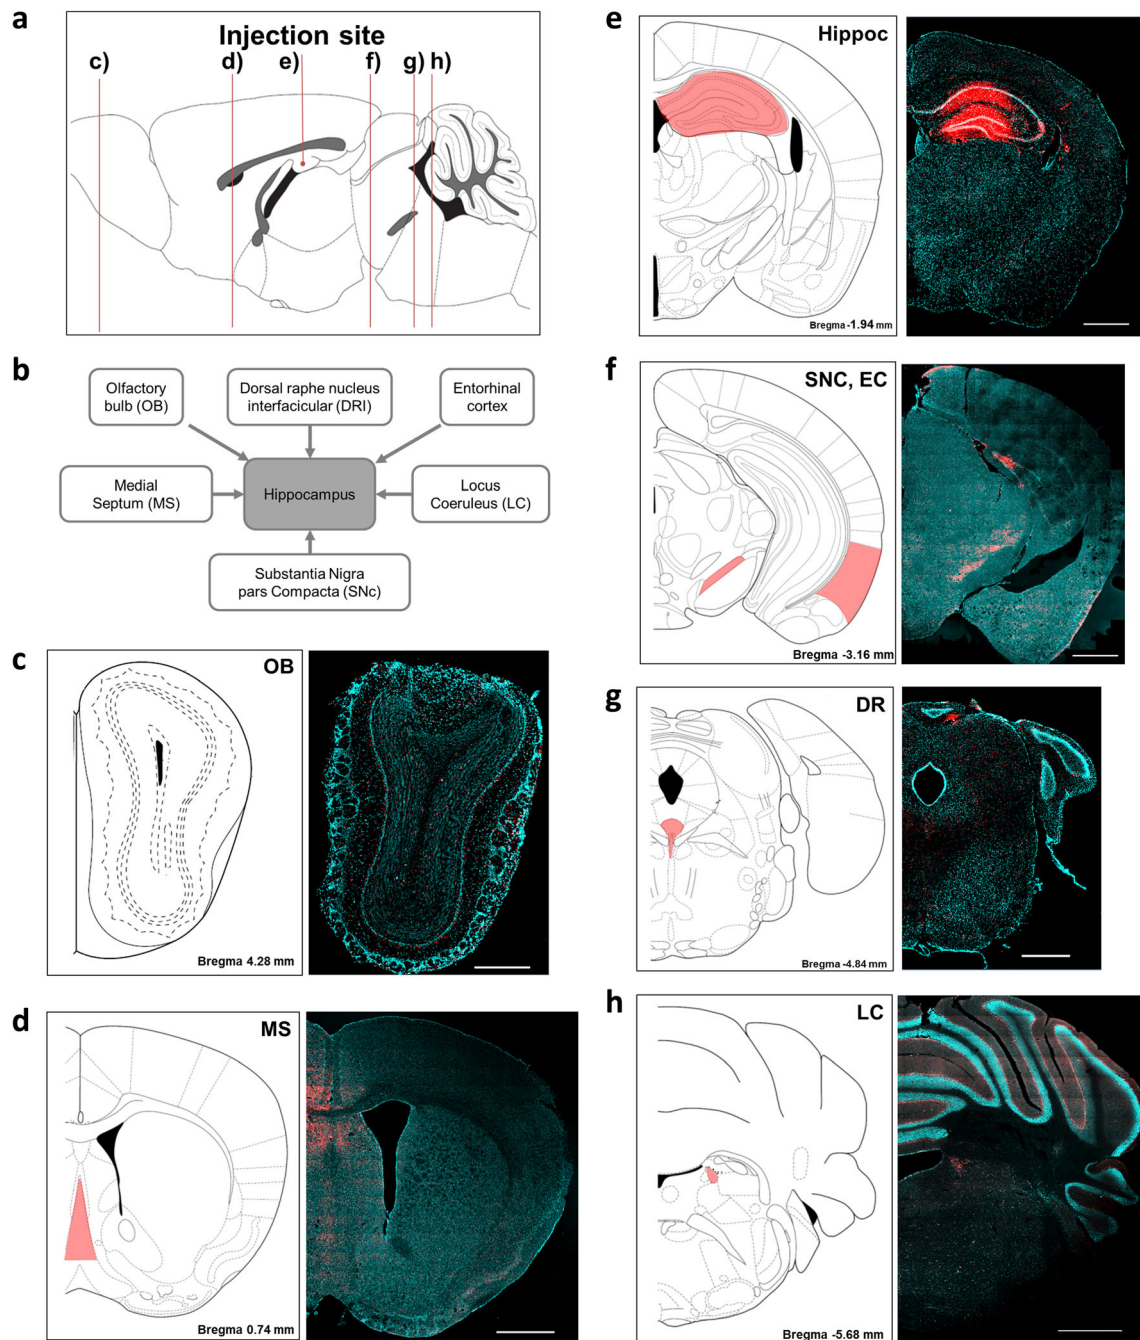 a
Injection site
c) d) e) f) g) h)
b
Olfactory
bulb (OB)
Dorsal raphe nucleus
interfacicular (DRI)
Entorhinal
cortex
Medial
Septum (MS)
Hippocampus
Locus
Coeruleus (LC)
Substantia Nigra
pars Compacta (SNc)
c
OB
Bregma 4.28 mm
d
MS
Bregma 0.74 mm
e
Hippoc
Bregma -1.94 mm
f
SNC, EC
Bregma -3.16 mm
g
DR
Bregma -4.84 mm
h
LC
Bregma -5.68 mm